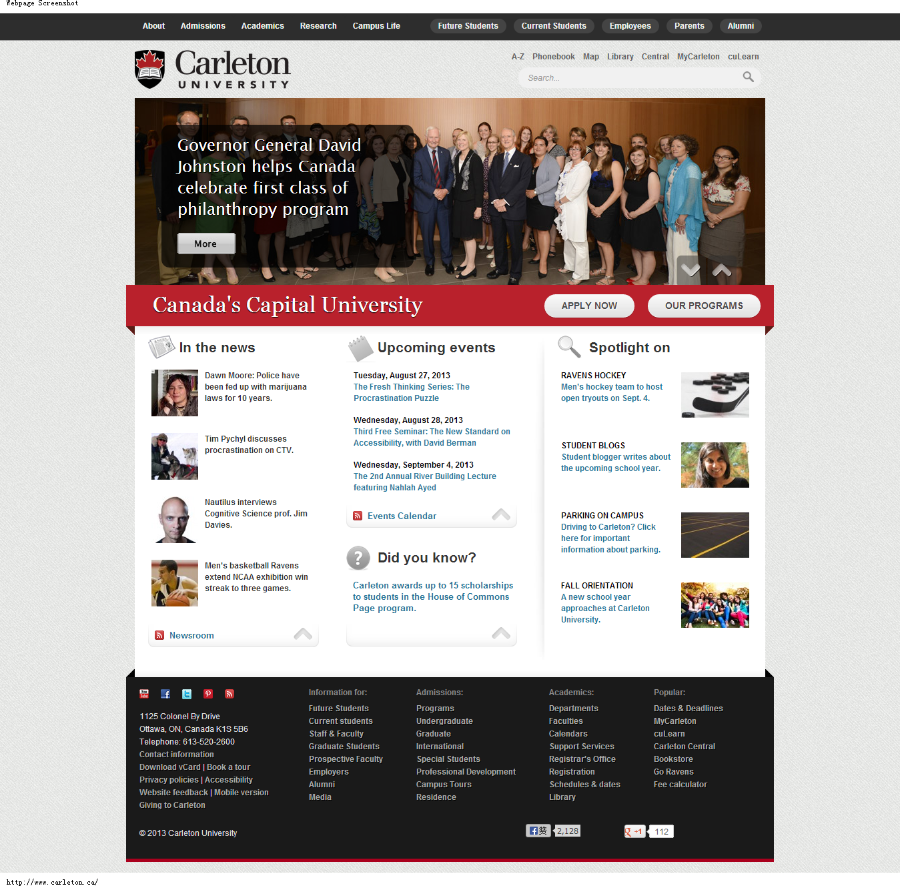 Webpage Screenshot
About Admissions Academics Research Campus Life Future Students Current Students Employees Parents Alumni
Carleton
UNIVERSITY
A-Z Phonebook Map Library Central MyCarleton cuLearn
Search...
Governor General David
Johnston helps Canada
celebrate first class of
philanthropy program
More
Canada's Capital University
APPLY NOW
OUR PROGRAMS
In the news
Dawn Moore: Police have
been fed up with marijuana
laws for 10 years.
Tim Pychyl discusses
procrastination on CTV.
Nautilus interviews
Cognitive Science prof. Jim
Davies.
Men's basketball Ravens
extend NCAA exhibition win
streak to three games.
Newsroom
Upcoming events
Tuesday, August 27, 2013
The Fresh Thinking Series: The
Procrastination Puzzle
Wednesday, August 28, 2013
Third Free Seminar: The New Standard on
Accessibility, with David Berman
Wednesday, September 4, 2013
The 2nd Annual River Building Lecture
featuring Nahlah Ayed
Events Calendar
? Did you know?
Carleton awards up to 15 scholarships
to students in the House of Commons
Page program.
Spotlight on
RAVENS HOCKEY
Men's hockey team to host
open tryouts on Sept. 4.
STUDENT BLOGS
Student blogger writes about
the upcoming school year.
PARKING ON CAMPUS
Driving to Carleton? Click
here for important
information about parking.
FALL ORIENTATION
A new school year
approaches at Carleton
University.
1125 Colonel By Drive
Ottawa, ON, Canada K1S 5B6
Telephone: 613-520-2600
Contact information
Download vCard | Book a tour
Privacy policies | Accessibility
Website feedback | Mobile version
Giving to Carleton
© 2013 Carleton University
Information for:
Future Students
Current students
Staff & Faculty
Graduate Students
Prospective Faculty
Employers
Alumni
Media
Admissions:
Programs
Undergraduate
Graduate
International
Special Students
Professional Development
Campus Tours
Residence
Academics:
Departments
Faculties
Calendars
Support Services
Registrar's Office
Registration
Schedules & dates
Library
Popular:
Dates & Deadlines
MyCarleton
cuLearn
Carleton Central
Bookstore
Go Ravens
Fee calculator
2,128
+1 112
http://www.carleton.ca/